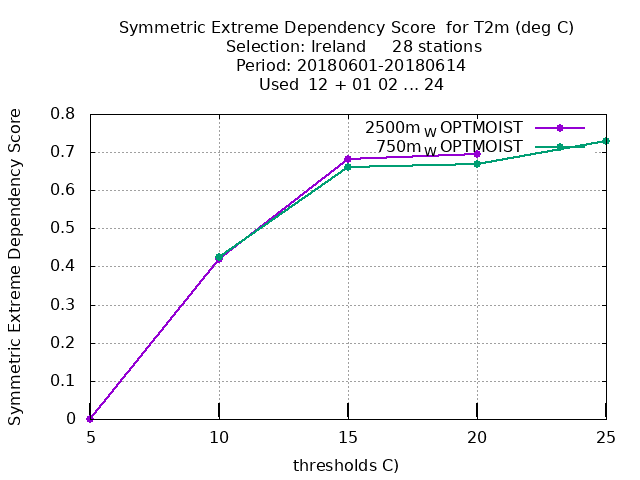 Symmetric Extreme Dependency Score for T2m (deg C)
Selection: Ireland 28 stations
Period: 20180601-20180614
Used 12 + 01 02 ... 24
Symmetric Extreme Dependency Score
0.8
0.7
0.6
0.5
0.4
0.3
0.2
0.1
0
2500m W OPTMOIST
750m W OPTMOIST
5 10 15 20 25
thresholds C)